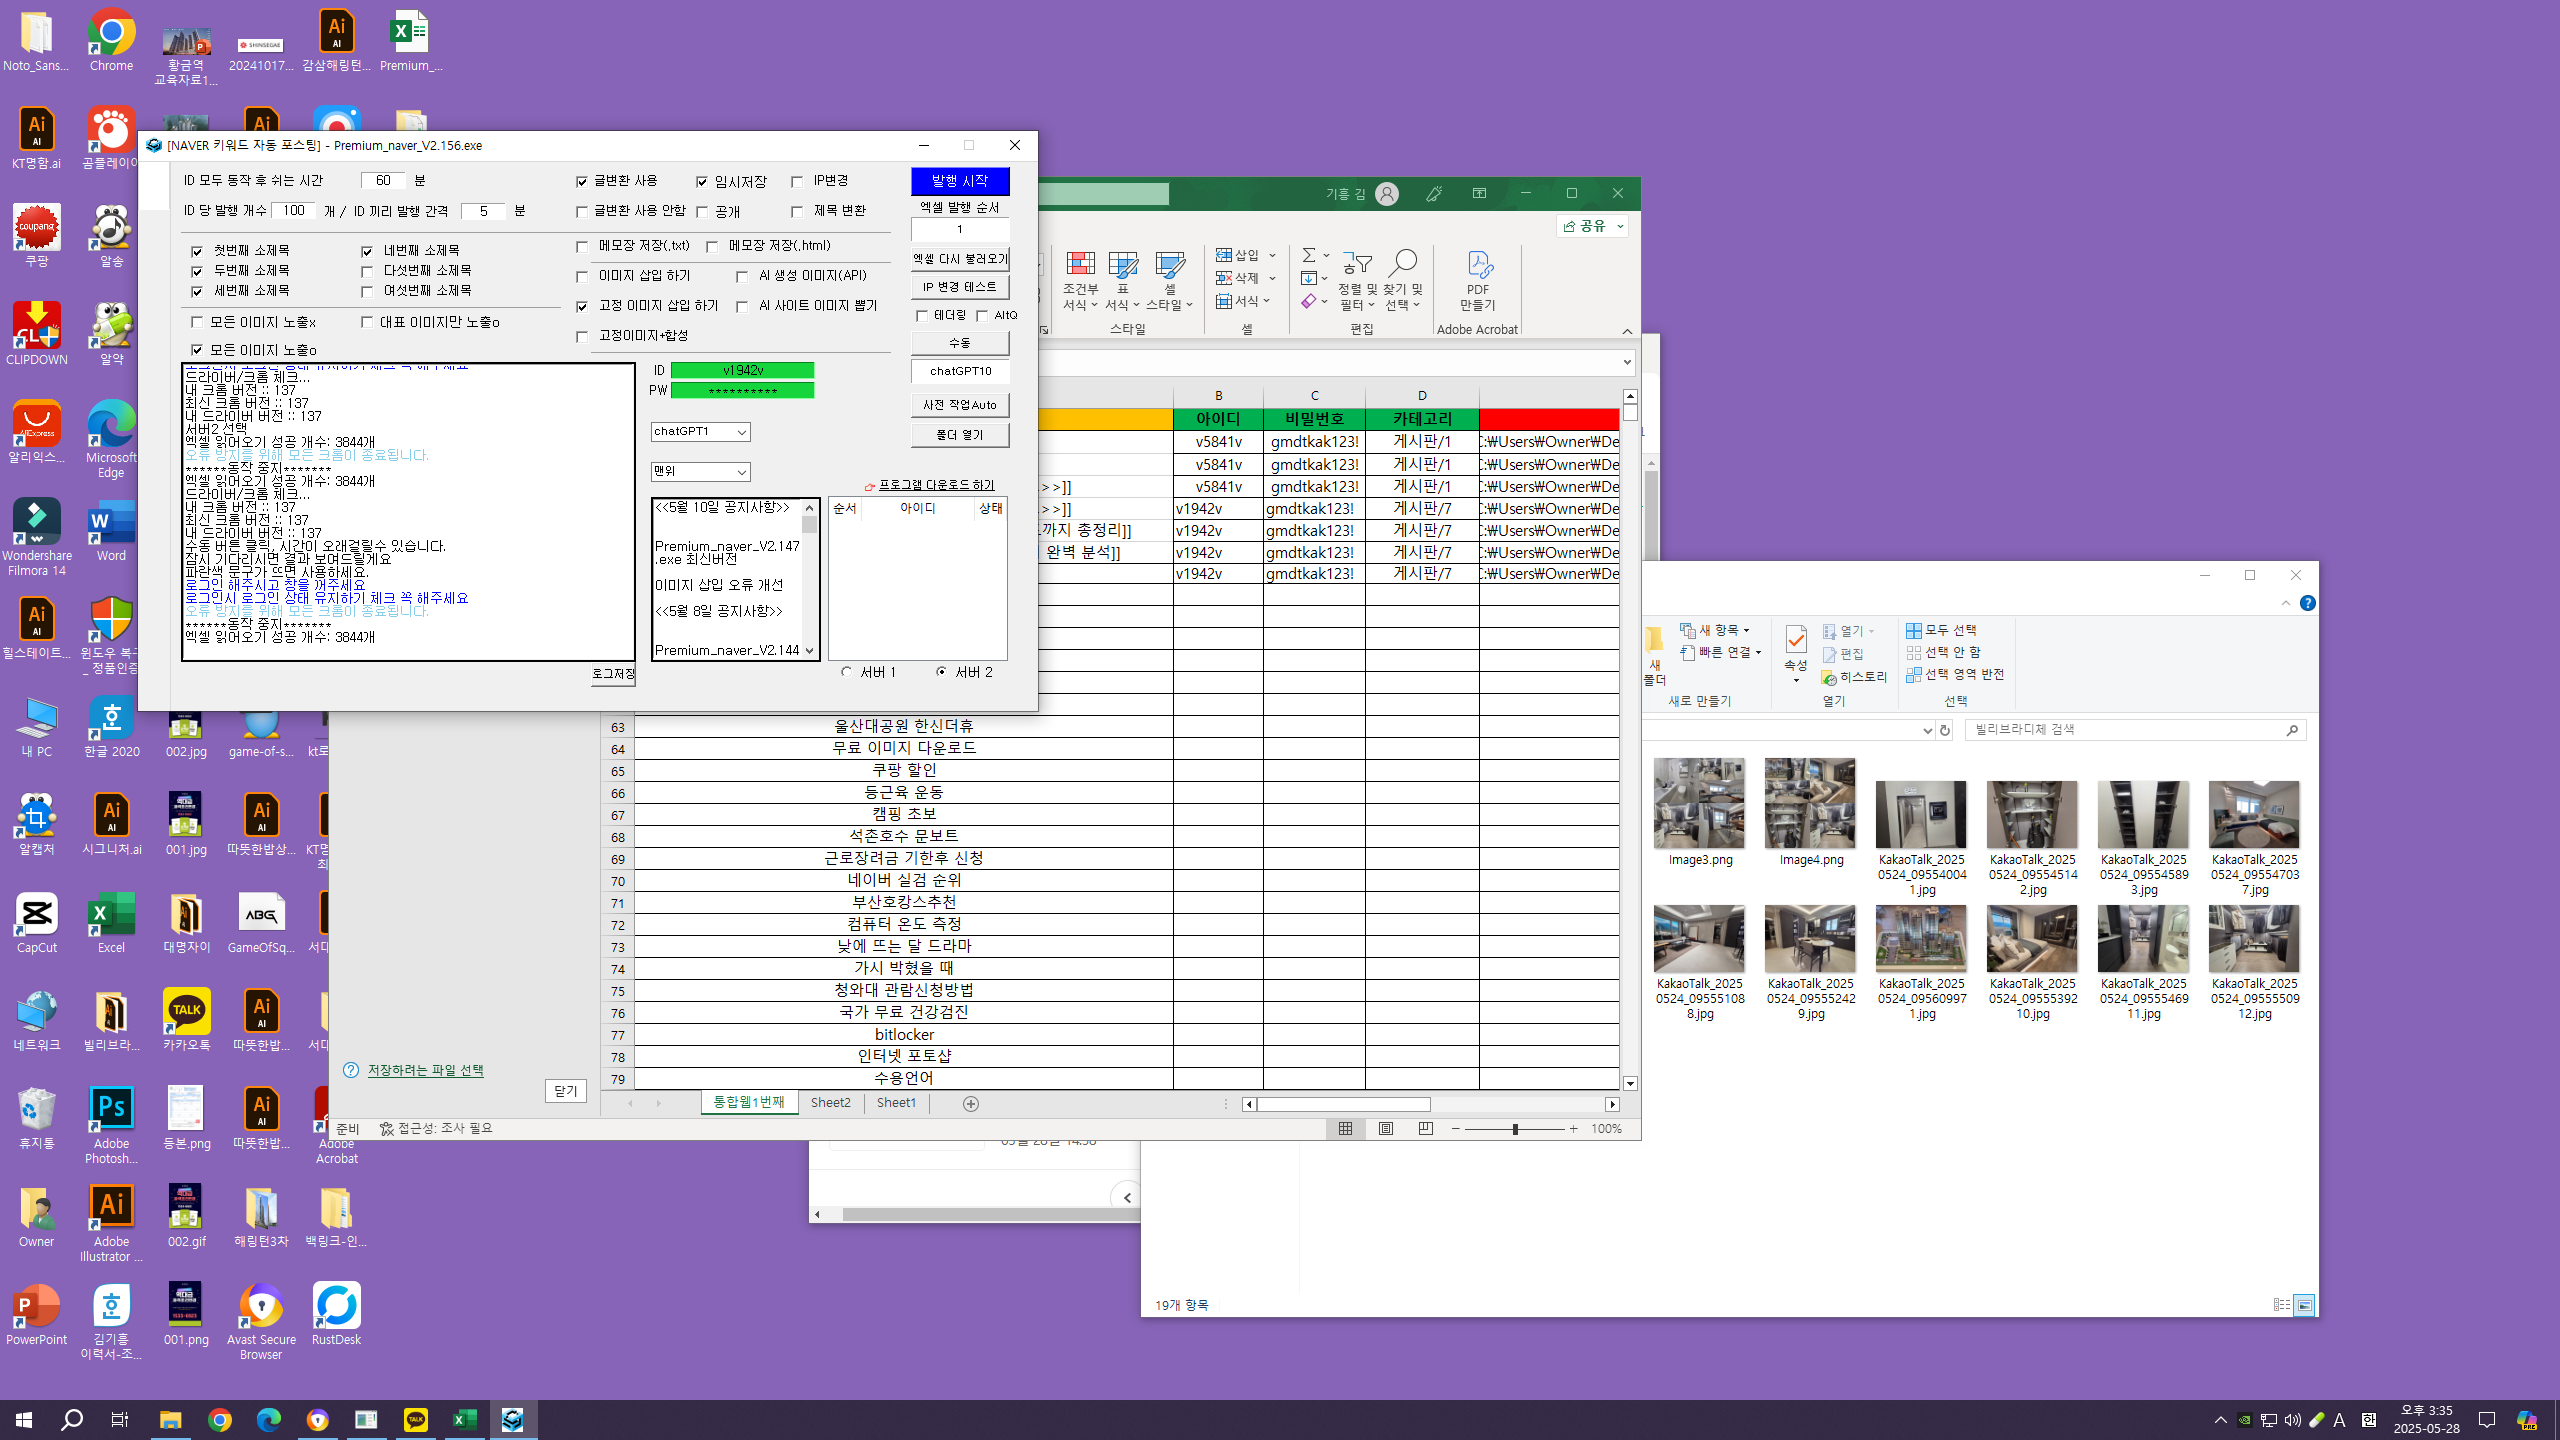 Noto_Sans...
Chrome
황금역
교육자료1...
20241017...
감삼해링턴...
Premium_...
KT명함.ai
곰플레이어
쿠팡
알송
CLIPDOWN
알약
알리익스...
Microsoft
Edge
Wondershare
Filmora 14
Word
힐스테이트...
윈도우 복구
_ 정품인증
내 PC
한글 2020
002.jpg
game-of-s...
알캡처
시그니처.ai
001.jpg
따뜻한밥상...
CapCut
Excel
대명자이
GameOfSq...
네트워크
빌리브라...
카카오톡
따뜻한밥...
휴지통
Adobe
Photosh...
등본.png
따뜻한밥...
Adobe
Acrobat
Owner
Adobe
Illustrator ...
002.gif
해링턴3차
백링크-인...
PowerPoint
김기흥
이력서-조...
001.png
Avast Secure
Browser
RustDesk
[NAVER 키워드 자동 포스팅] - Premium_naver_V2.156.exe
ID 모두 동작 후 쉬는 시간 60 분
ID 당 발행 개수 100 개 / ID 끼리 발행 간격 5 분
글변환 사용 임시저장 IP변경
글변환 사용 안함 공개 제목 변환
메모장 저장(.txt) 메모장 저장(.html)
첫번째 소제목 네번째 소제목
두번째 소제목 다섯번째 소제목
세번째 소제목 여섯번째 소제목
모든 이미지 노출x 대표 이미지만 노출o
모든 이미지 노출o
이미지 삽입 하기 AI 생성 이미지(API)
고정 이미지 삽입 하기 AI 사이트 이미지 뽑기
고정이미지+합성
발행 시작
엑셀 발행 순서
1
엑셀 다시 불러오기
IP 변경 테스트
테더링 AltQ
수동
chatGPT10
사전 작업Auto
폴더 열기
드라이버/크롬 체크...
내 크롬 버전 :: 137
최신 크롬 버전 :: 137
내 드라이버 버전 :: 137
서버2 선택
엑셀 읽어오기 성공 개수: 3844개
오류 방지를 위해 모든 크롬이 종료됩니다.
******동작 중지*******
엑셀 읽어오기 성공 개수: 3844개
드라이버/크롬 체크...
내 크롬 버전 :: 137
최신 크롬 버전 :: 137
내 드라이버 버전 :: 137
수동 버튼 클릭, 시간이 오래걸릴수 있습니다.
잠시 기다리시면 결과 보여드릴게요
파란색 문구가 뜨면 사용하세요.
로그인 해주시고 창을 꺼주세요
로그인시 로그인 상태 유지하기 체크 꼭 해주세요
오류 방지를 위해 모든 크롬이 종료됩니다.
******동작 중지*******
엑셀 읽어오기 성공 개수: 3844개
로그저장
ID v1942v
PW **********
chatGPT1
맨위
프로그램 다운로드 하기
<<5월 10일 공지사항>>
Premium_naver_V2.147
.exe 최신버전
이미지 삽입 오류 개선
<<5월 8일 공지사항>>
Premium_naver_V2.144
순서 아이디 상태
서버 1 서버 2
기흥 김
공유
조건부
서식
표
서식
셀
스타일
스타일
삽입
삭제
서식
셀
정렬 및
필터
찾기 및
선택
편집
PDF
만들기
Adobe Acrobat
B C D
아이디 비밀번호 카테고리
v5841v gmdtkak123! 게시판/1 C:₩Users₩Owner₩De
v5841v gmdtkak123! 게시판/1 C:₩Users₩Owner₩De
>>]] v5841v gmdtkak123! 게시판/1 C:₩Users₩Owner₩De
>>]] v1942v gmdtkak123! 게시판/7 C:₩Users₩Owner₩De
까지 총정리]] v1942v gmdtkak123! 게시판/7 C:₩Users₩Owner₩De
완벽 분석]] v1942v gmdtkak123! 게시판/7 C:₩Users₩Owner₩De
v1942v gmdtkak123! 게시판/7 C:₩Users₩Owner₩De
63 울산대공원 한신더휴
64 무료 이미지 다운로드
65 쿠팡 할인
66 등근육 운동
67 캠핑 초보
68 석촌호수 문보트
69 근로장려금 기한후 신청
70 네이버 실검 순위
71 부산호캉스추천
72 컴퓨터 온도 측정
73 낮에 뜨는 달 드라마
74 가시 박혔을 때
75 청와대 관람신청방법
76 국가 무료 건강검진
77 bitlocker
78 인터넷 포토샵
79 수용언어
저장하려는 파일 선택
닫기
통합웰1번째 Sheet2 Sheet1
준비 접근성: 조사 필요
100%
새
폴더
새 항목
빠른 연결
새로 만들기
속성
열기
편집
히스토리
열기
모두 선택
선택 안 함
선택 영역 반전
선택
빌리브라디체 검색
Image3.png
Image4.png
KakaoTalk_2025
0524_09554004
1.jpg
KakaoTalk_2025
0524_09554514
2.jpg
KakaoTalk_2025
0524_09554589
3.jpg
KakaoTalk_2025
0524_09554703
7.jpg
KakaoTalk_2025
0524_09555108
8.jpg
KakaoTalk_2025
0524_09555242
9.jpg
KakaoTalk_2025
0524_09560997
1.jpg
KakaoTalk_2025
0524_09555392
10.jpg
KakaoTalk_2025
0524_09555469
11.jpg
KakaoTalk_2025
0524_09555509
12.jpg
19개 항목
A 한
오후 3:35
2025-05-28